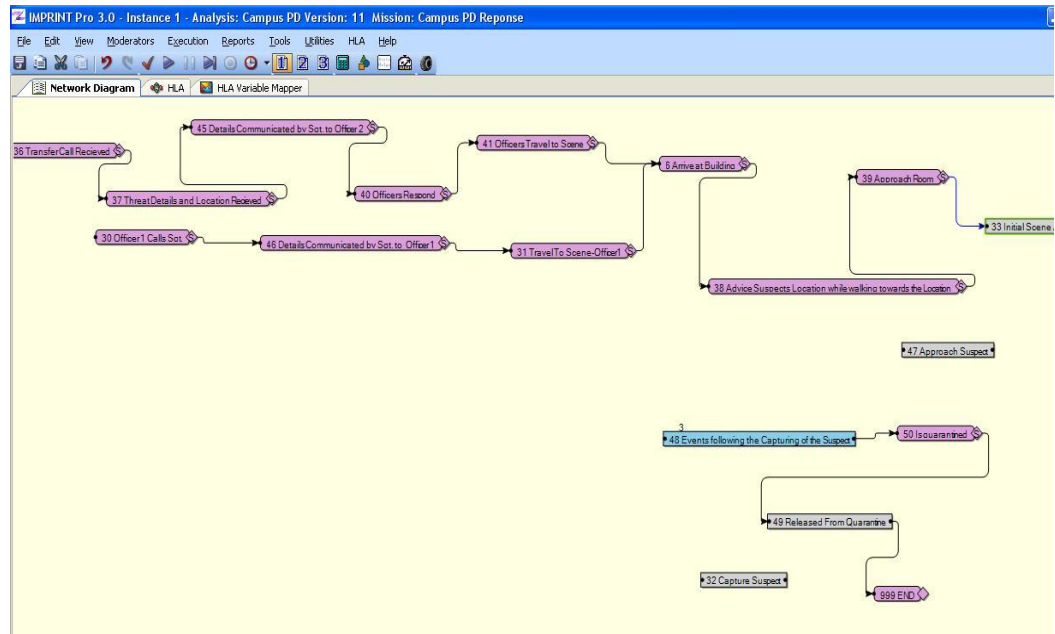 IMPRINT Pro 3.0 - Instance 1 - Analysis: Campus PD Version: 11 Mission: Campus PD Reponse
File Edit View Moderators Execution Reports Tools Utilities HLA Help
1 2 3
Network Diagram HLA HLA Variable Mapper
45 Details Communicated by Sgt. to Officer 2 S
41 Officers Travel to Scene S
36 Transfer Call Recieved S
6 Arrive at Building S
39 Approach Room S
37 Threat Details and Location Recieved S
40 Officers Respond S
33 Initial Scene
30 Officer1 Calls Sgt. S
46 Details Communicated by Sgt. to Officer1 S
31 Travel To Scene-Officer1 S
38 Advice Suspects Location while walking towards the Location S
47 Approach Suspect
3
48 Events following the Capturing of the Suspect
50 Isquarantined S
49 Released From Quarantine
32 Capture Suspect
999 END